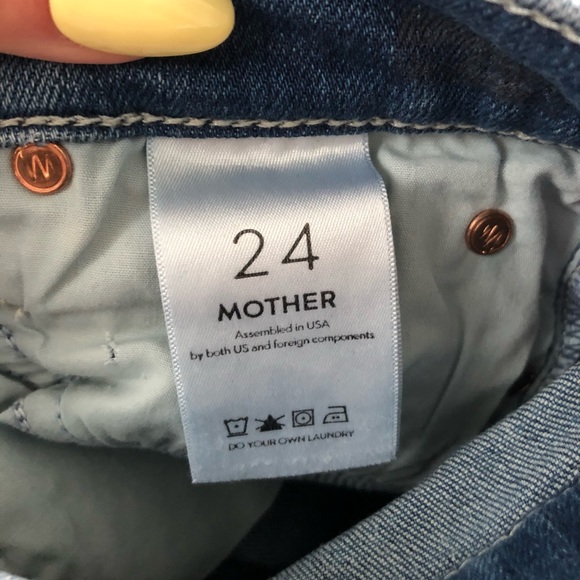 24
MOTHER
Assembled in USA
by both US and foreign components
DO YOUR OWN LAUNDRY